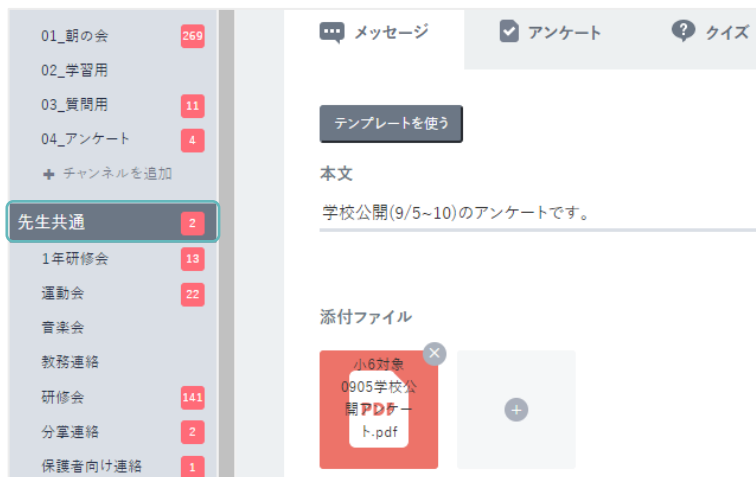 01_朝の会 269
02_学習用
03_質問用 11
04_アンケート 4
+ チャンネルを追加
先生共通 2
1年研修会 13
運動会 22
音楽会
教務連絡
研修会 141
分掌連絡 2
保護者向け連絡 1
メッセージ
アンケート
クイズ
テンプレートを使う
本文
学校公開(9/5~10)のアンケートです。
添付ファイル
小6対象
0905学校公
開アンケー
ト.pdf
PDF